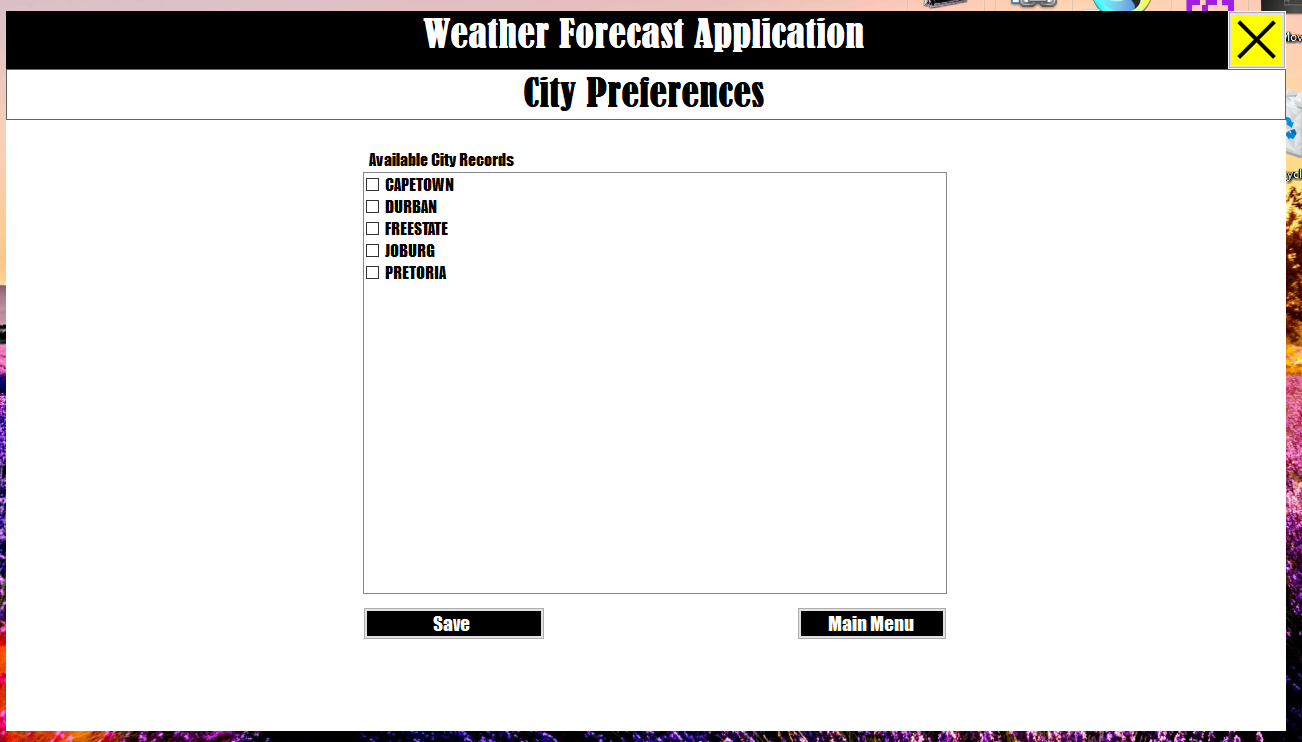 Weather Forecast Application
City Preferences
Available City Records
CAPETOWN
DURBAN
FREESTATE
JOBURG
PRETORIA
Save
Main Menu